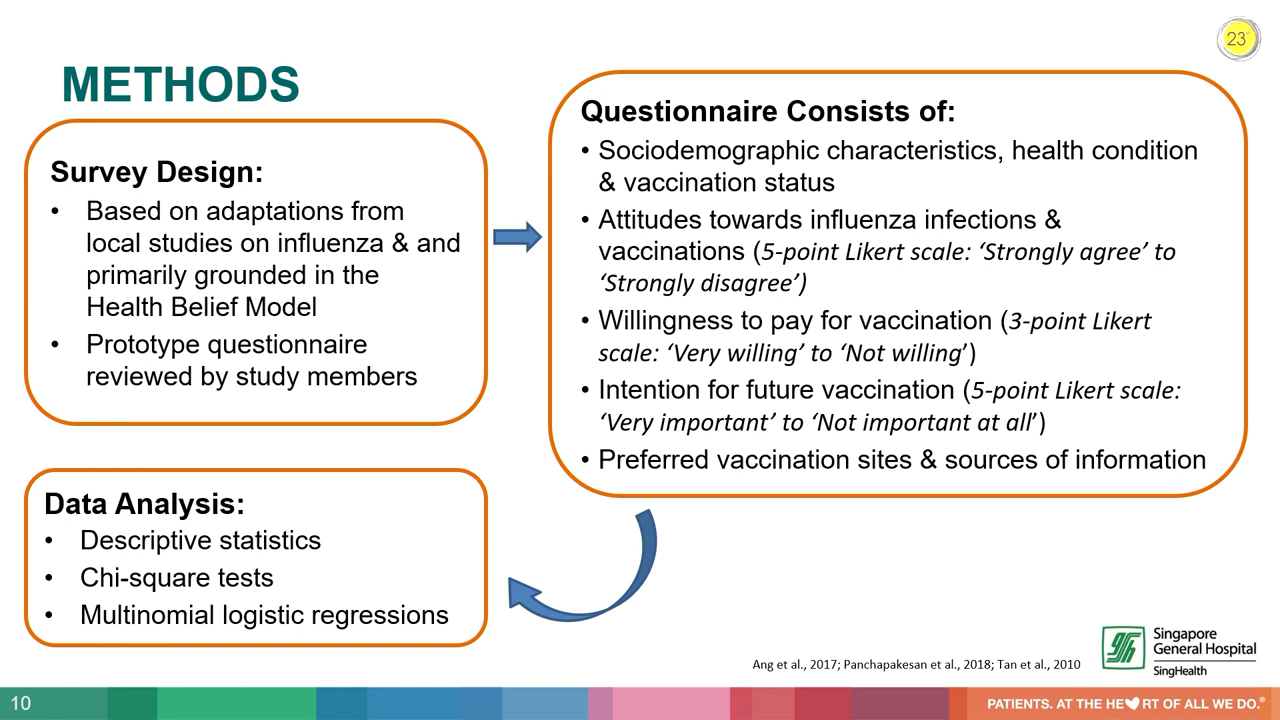 23
METHODS
Survey Design:
• Based on adaptations from
local studies on influenza & and
primarily grounded in the
Health Belief Model
• Prototype questionnaire
reviewed by study members
Questionnaire Consists of:
• Sociodemographic characteristics, health condition
& vaccination status
• Attitudes towards influenza infections &
vaccinations (5-point Likert scale: ‘Strongly agree’ to
‘Strongly disagree’)
• Willingness to pay for vaccination (3-point Likert
scale: ‘Very willing’ to ‘Not willing’)
• Intention for future vaccination (5-point Likert scale:
‘Very important’ to ‘Not important at all’)
• Preferred vaccination sites & sources of information
Data Analysis:
• Descriptive statistics
• Chi-square tests
• Multinomial logistic regressions
Ang et al., 2017; Panchapakesan et al., 2018; Tan et al., 2010
Singapore
General Hospital
SingHealth
10
PATIENTS. AT THE HE♥RT OF ALL WE DO.®